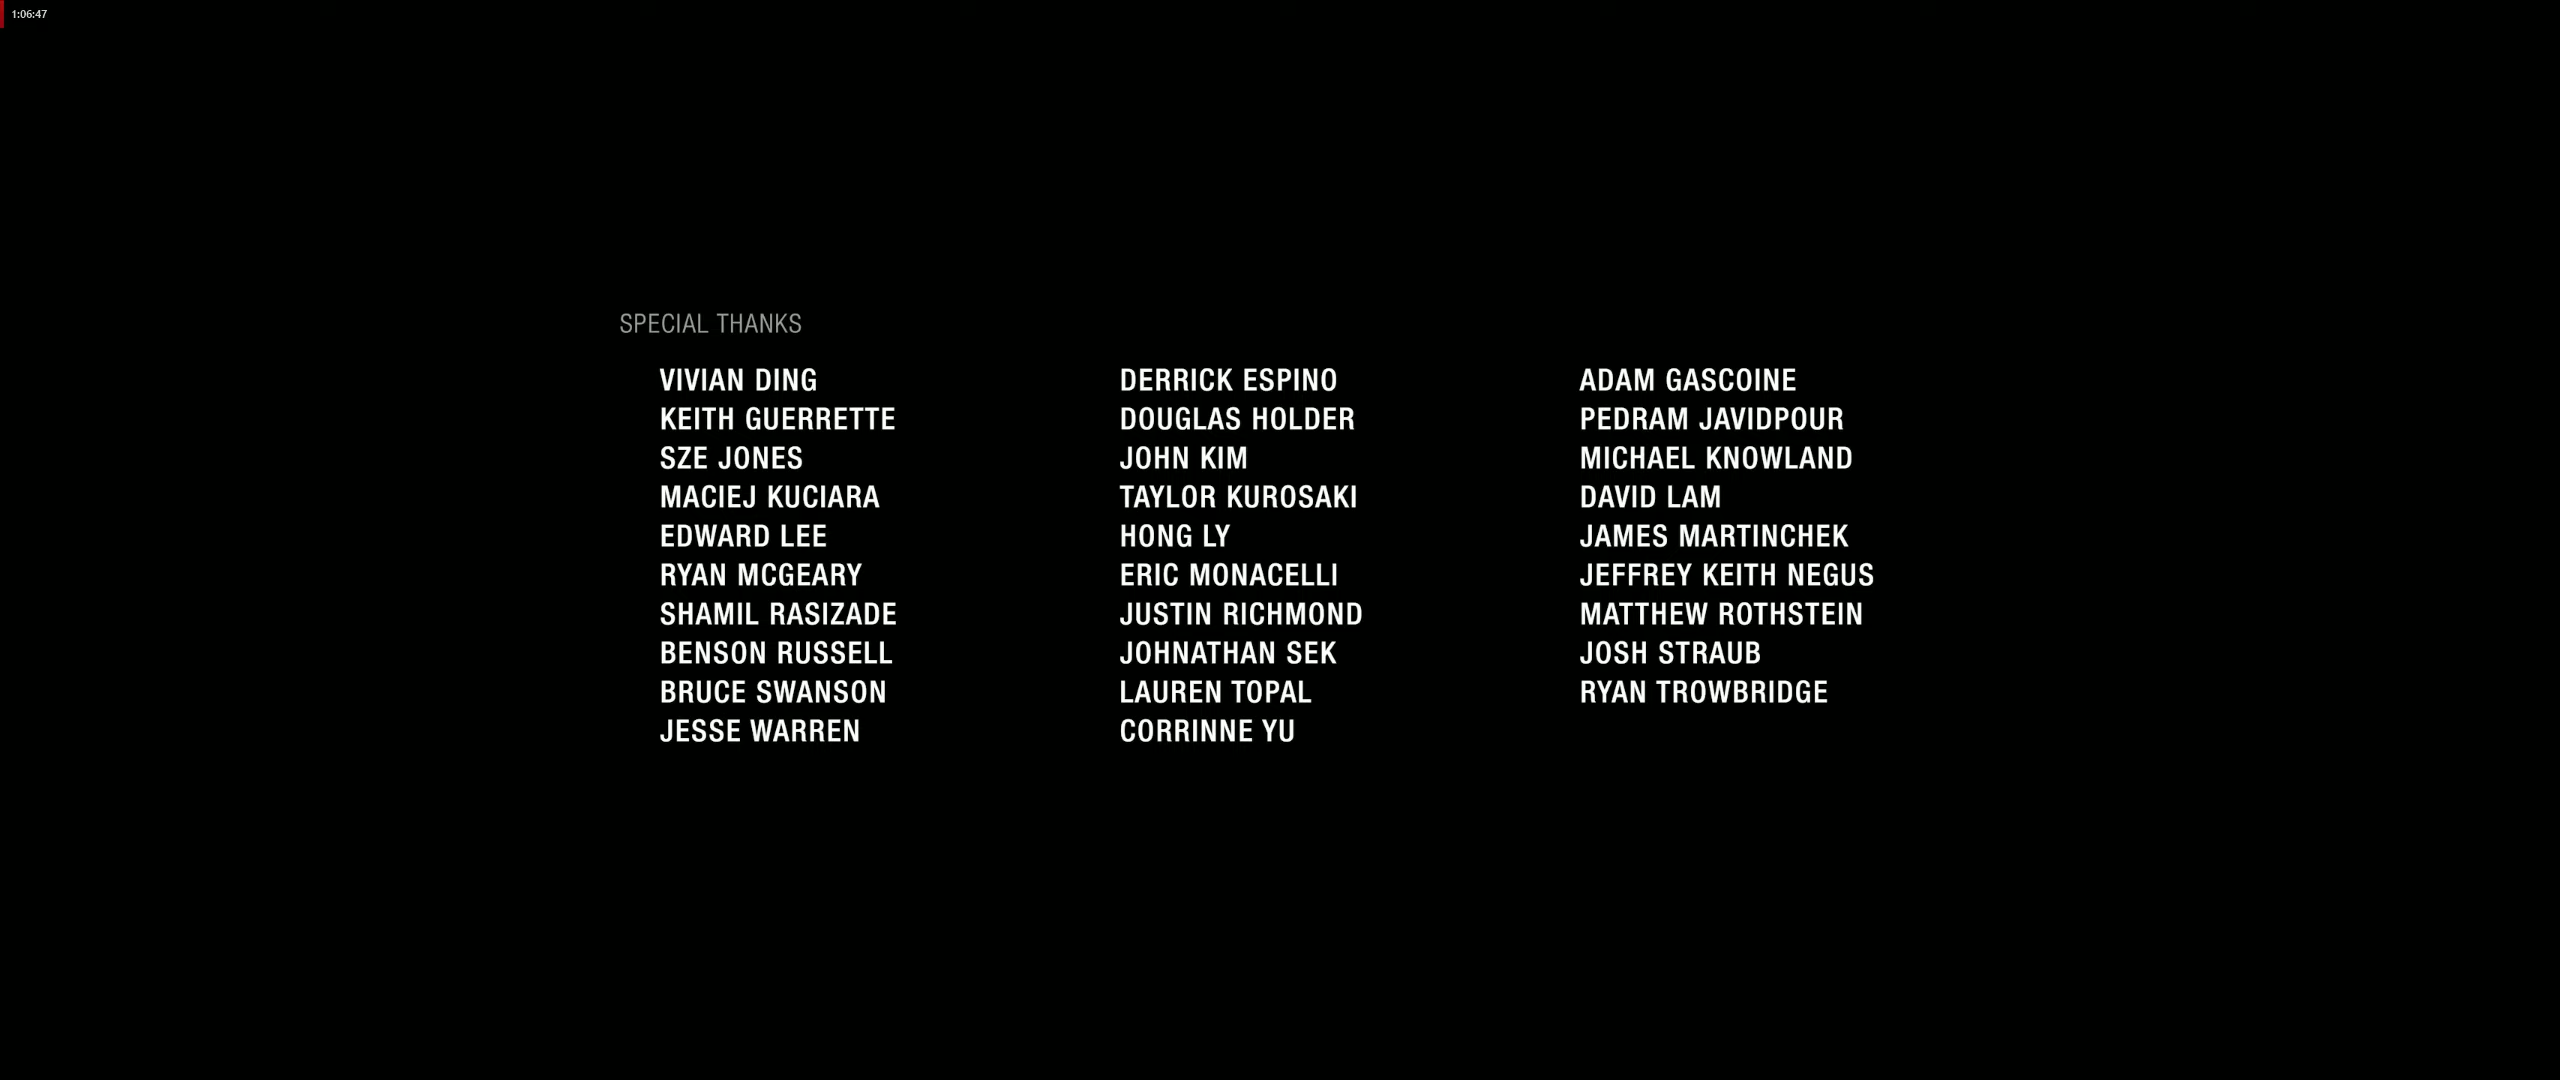 1:06:47
SPECIAL THANKS
VIVIAN DING
KEITH GUERRETTE
SZE JONES
MACIEJ KUCIARA
EDWARD LEE
RYAN MCGEARY
SHAMIL RASIZADE
BENSON RUSSELL
BRUCE SWANSON
JESSE WARREN
DERRICK ESPINO
DOUGLAS HOLDER
JOHN KIM
TAYLOR KUROSAKI
HONG LY
ERIC MONACELLI
JUSTIN RICHMOND
JOHNATHAN SEK
LAUREN TOPAL
CORRINNE YU
ADAM GASCOINE
PEDRAM JAVIDPOUR
MICHAEL KNOWLAND
DAVID LAM
JAMES MARTINCHEK
JEFFREY KEITH NEGUS
MATTHEW ROTHSTEIN
JOSH STRAUB
RYAN TROWBRIDGE